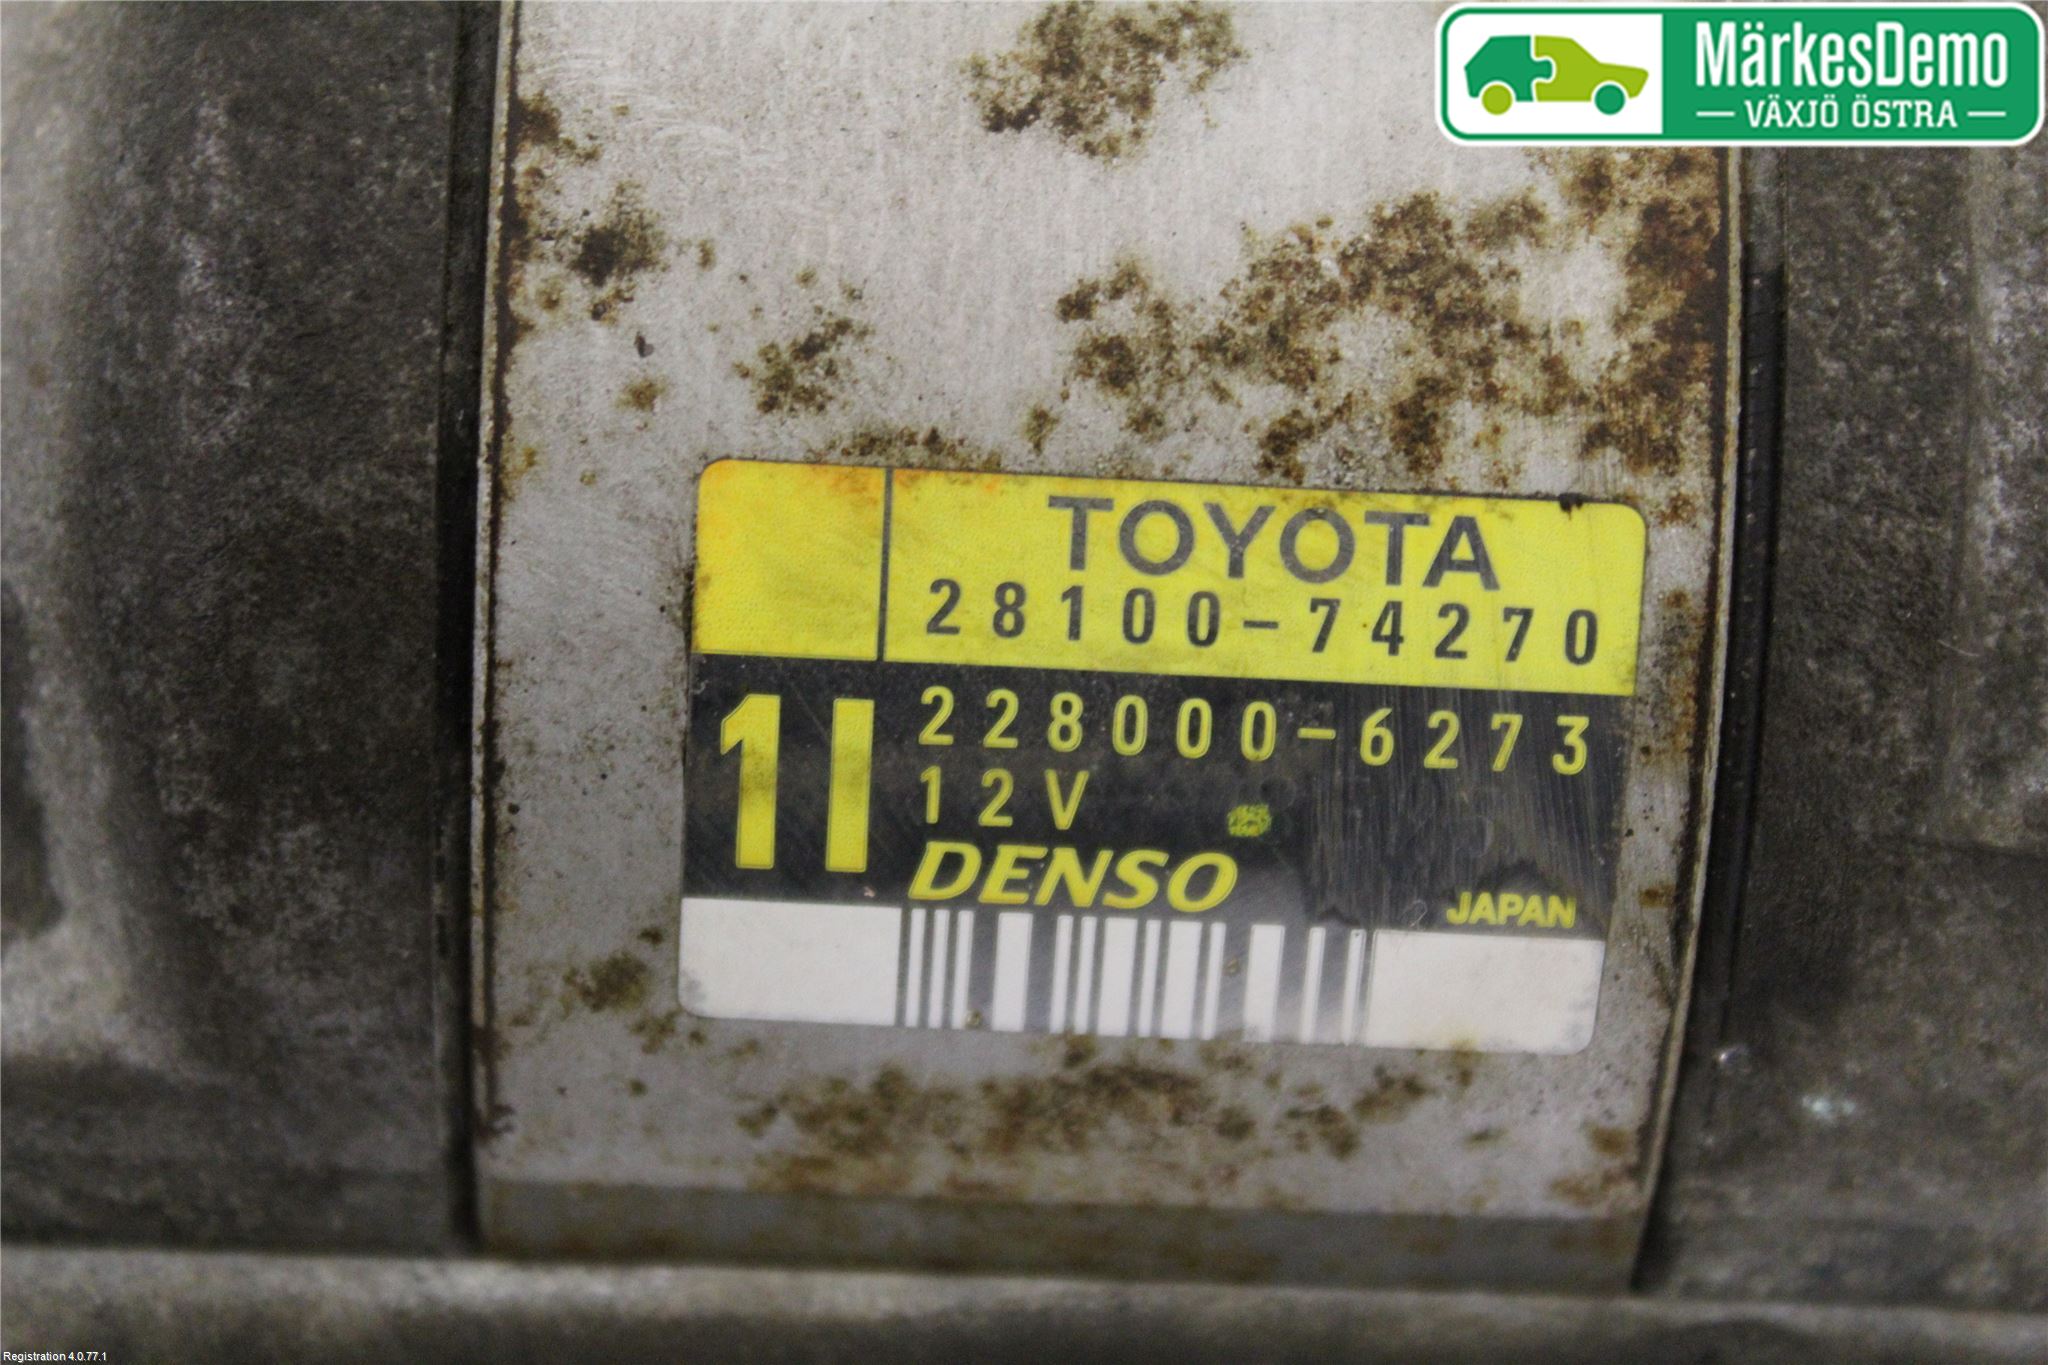 MärkesDemo
VÄXJÖ ÖSTRA
TOYOTA
28100-74270
11
228000-6273
12V
DENSO
JAPAN
Registration 4.0.77.1